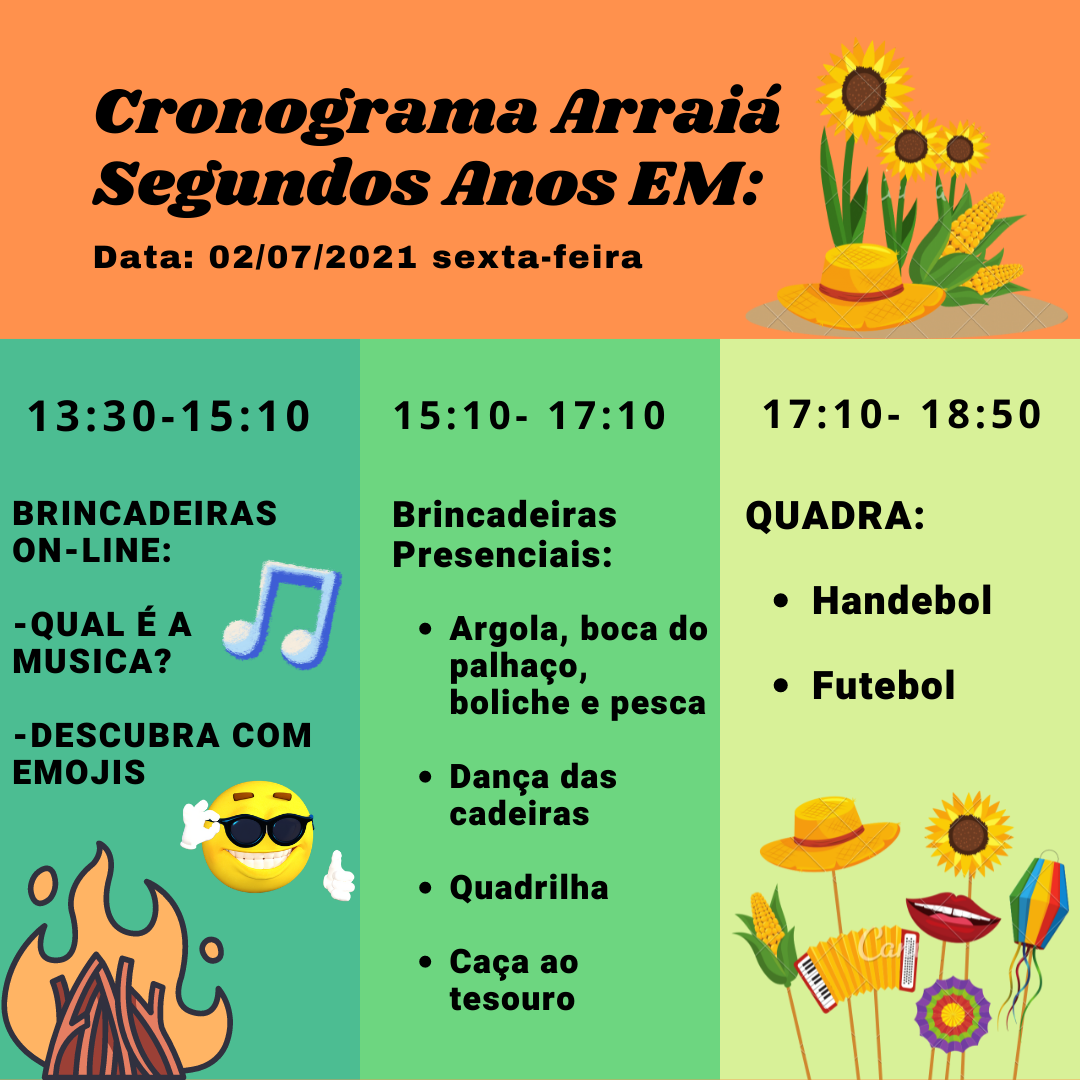 Cronograma Arraiá
Segundos Anos EM:
Data: 02/07/2021 sexta-feira
13:30-15:10
BRINCADEIRAS
ON-LINE:
-QUAL É A
MUSICA?
-DESCUBRA COM
EMOJIS
15:10- 17:10
Brincadeiras
Presenciais:
• Argola, boca do
palhaço,
boliche e pesca
• Dança das
cadeiras
• Quadrilha
• Caça ao
tesouro
17:10- 18:50
QUADRA:
• Handebol
• Futebol